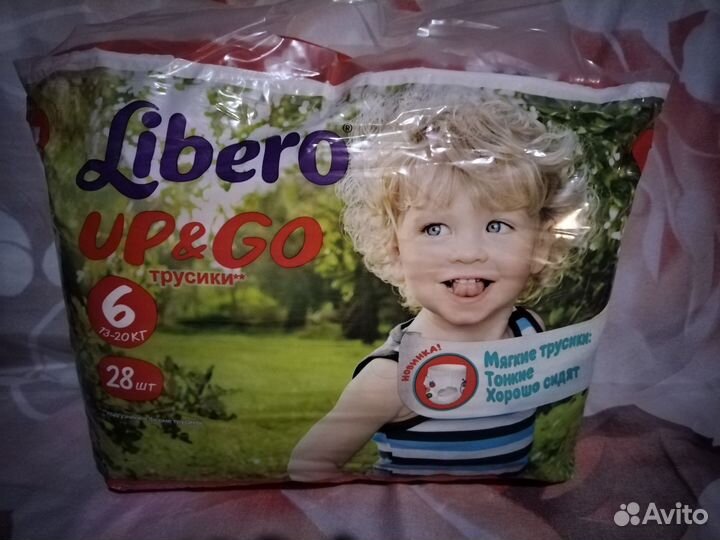 Libero®
UP&GO
трусики**
6
13-20 КГ
28 шт
НОВИНКА!
Мягкие трусики:
Тонкие
Хорошо сидят
Avito